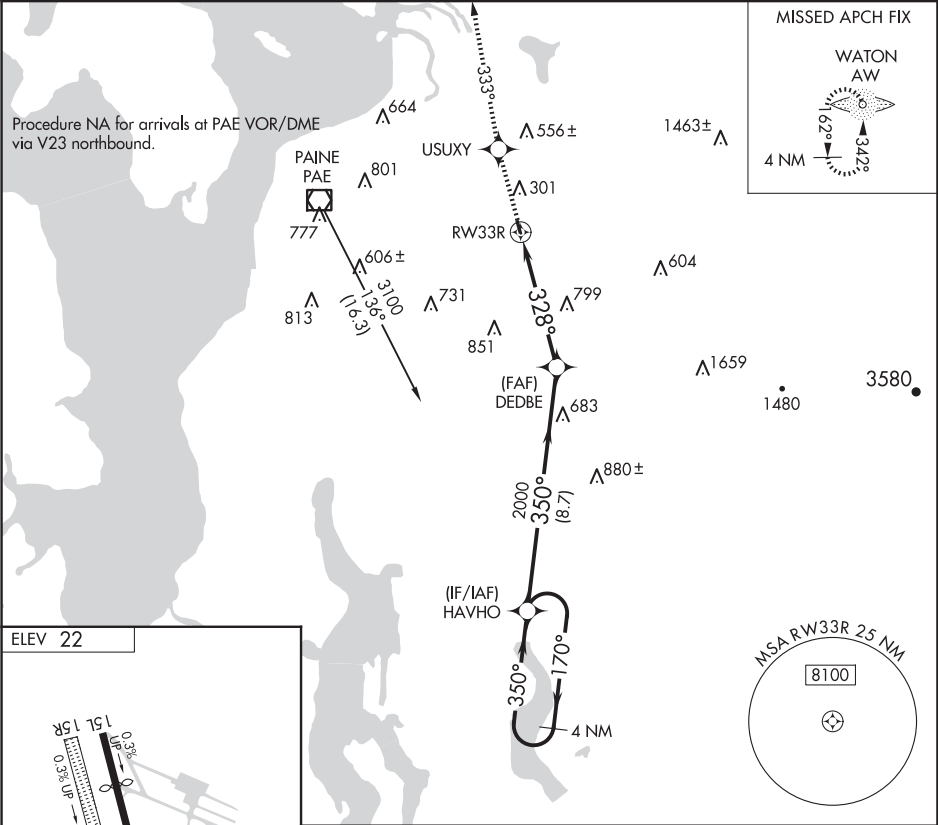 MISSED APCH FIX
WATON
AW
162°
342°
4 NM
Procedure NA for arrivals at PAE VOR/DME
via V23 northbound.
333°
664
556±
1463±
USUXY
PAINE
PAE
801
301
777
RW33R
606±
604
3100
136°
(16.3)
813
731
328°
799
851
1659
(FAF)
DEDBE
3580
1480
683
880±
2000
350°
(8.7)
(IF/IAF)
HAVHO
350°
170°
4 NM
MSA RW33R 25 NM
8100
ELEV 22
15R
15L
0.3%
UP
0.3% UP